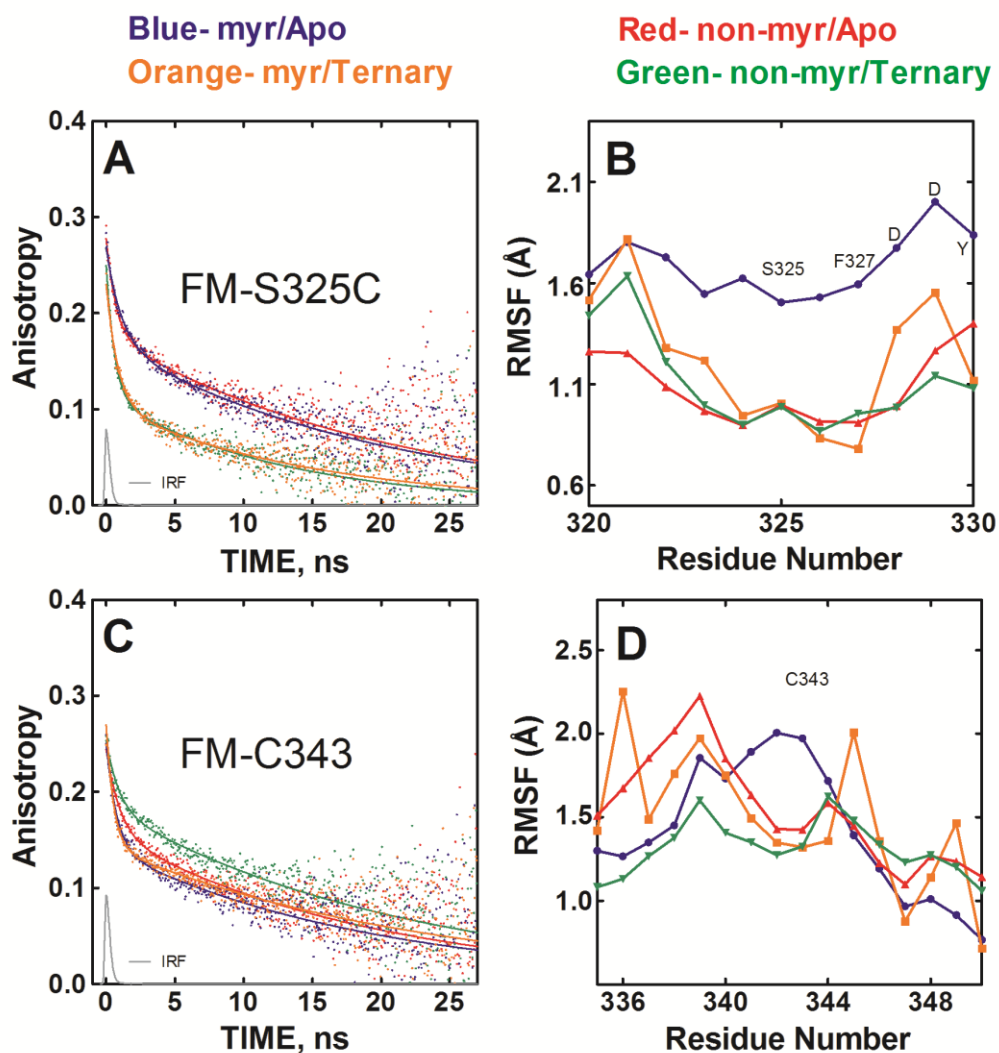 Blue- myr/Apo
Red- non-myr/Apo
Orange- myr/Ternary
Green- non-myr/Ternary
A
FM-S325C
Anisotropy
0.4
0.3
0.2
0.1
0.0
IRF
0 5 10 15 20 25
TIME, ns
B
RMSF (Å)
2.1
1.6
1.1
0.6
S325
F327
D
D
Y
320 325 330
Residue Number
C
FM-C343
Anisotropy
0.4
0.3
0.2
0.1
0.0
IRF
0 5 10 15 20 25
TIME, ns
D
C343
RMSF (Å)
2.5
2.0
1.5
1.0
336 340 344 348
Residue Number